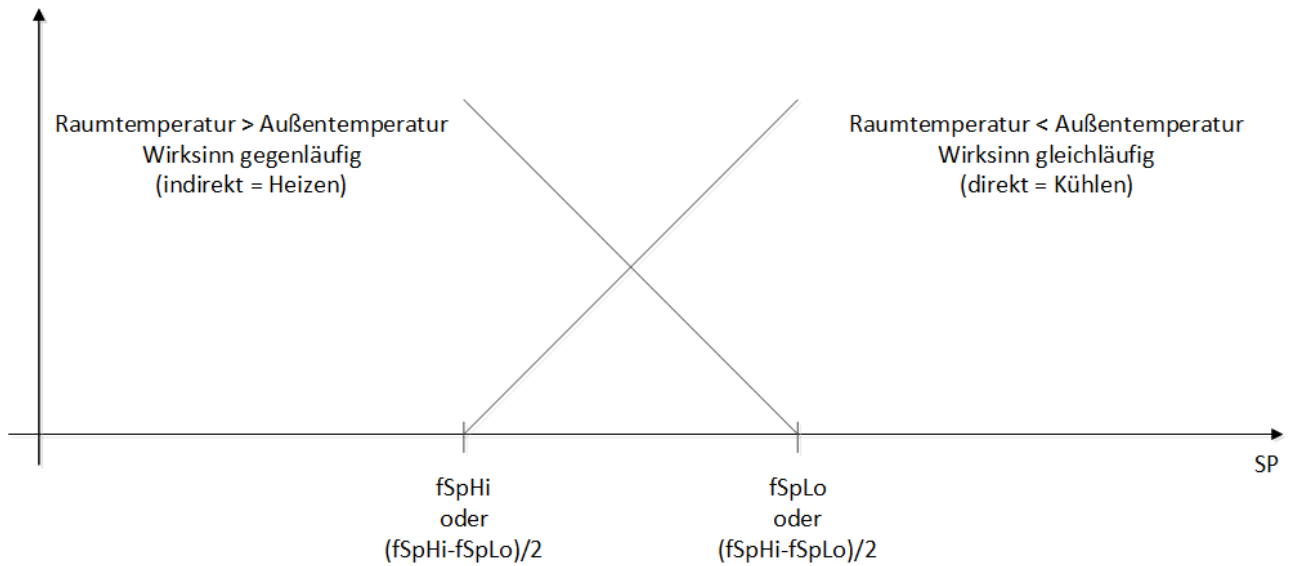 Raumtemperatur > Außentemperatur
Wirksinn gegenläufig
(indirekt = Heizen)
Raumtemperatur < Außentemperatur
Wirksinn gleichläufig
(direkt = Kühlen)
SP
fSpHi
oder
(fSpHi-fSpLo)/2
fSpLo
oder
(fSpHi-fSpLo)/2